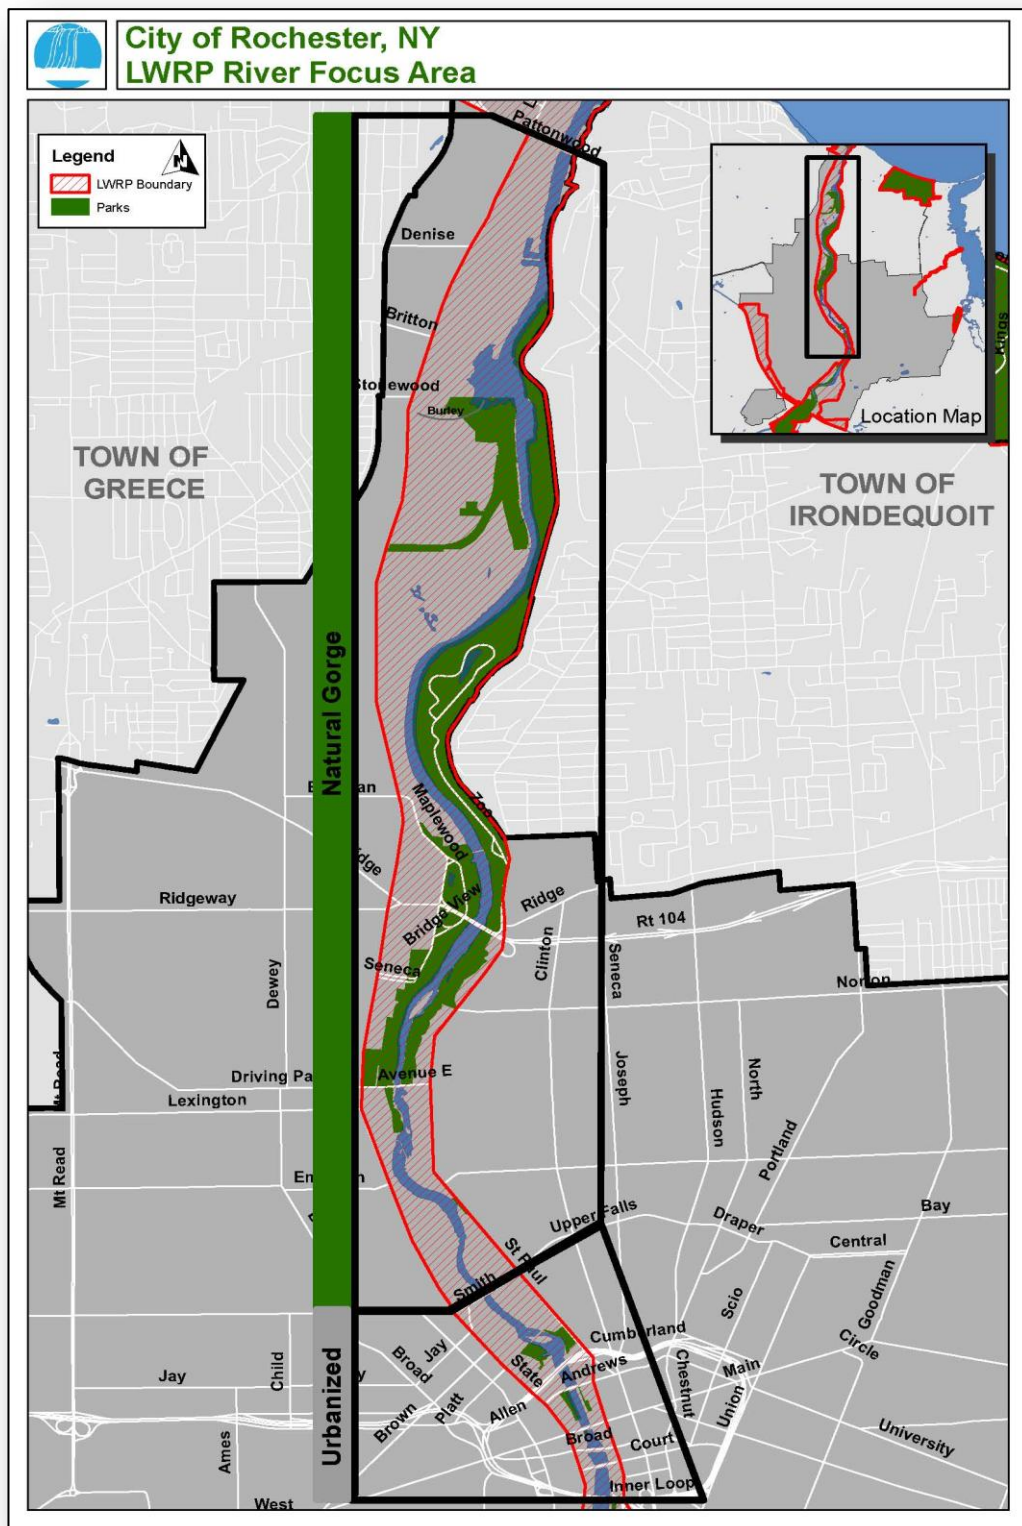 City of Rochester, NY
LWRP River Focus Area
Legend
N
LWRP Boundary
Parks
Pattonwood
Denise
Britton
Stonewood
Burley
Location Map
Kings
TOWN OF
GREECE
TOWN OF
IRONDEQUOIT
Natural Gorge
Zoo
Maplewood
Ridgeway
Bridge View
Ridge
Rt 104
Seneca
Clinton
Seneca
Norton
Dewey
Driving Pa
Avenue E
Lexington
Joseph
North
Hudson
Portland
Mt Read
Mt Read
Upper Falls
Draper
Bay
Central
St Paul
Smith
Goodman
Scio
Urbanized
Cumberland
Circle
Jay
Broad
State
Andrews
Main
Chestnut
Jay
Child
Brown
Platt
Allen
Union
University
Broad
Court
Ames
Inner Loop
West